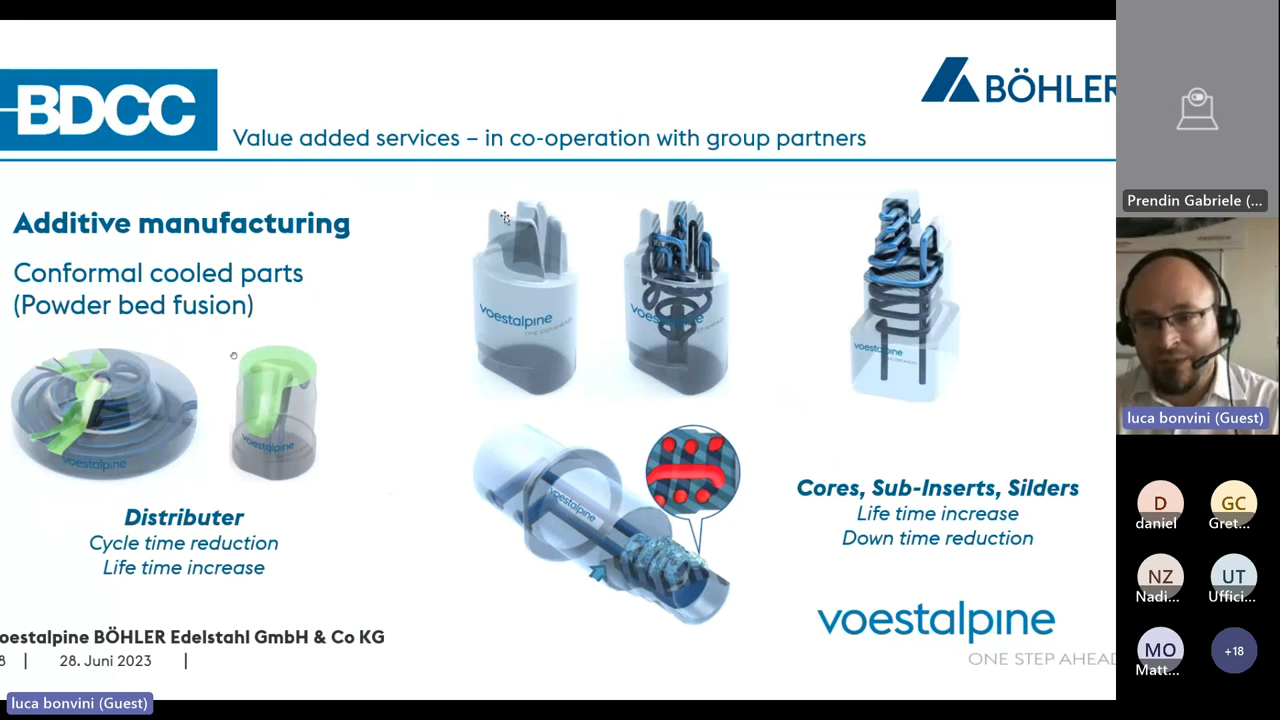 BDCC
BÖHLER
Value added services – in co-operation with group partners
Additive manufacturing
Conformal cooled parts
(Powder bed fusion)
voestalpine
ONE STEP AHEAD
voestalpine
voestalpine
voestalpine
voestalpine
voestalpine
Distributer
Cycle time reduction
Life time increase
Cores, Sub-Inserts, Silders
Life time increase
Down time reduction
voestalpine
ONE STEP AHEAD
oestalpine BÖHLER Edelstahl GmbH & Co KG
8 | 28. Juni 2023 |
luca bonvini (Guest)
Prendin Gabriele (...
luca bonvini (Guest)
D
daniel
GC
Gret...
NZ
Nadi...
UT
Uffici...
MO
Matt...
+18